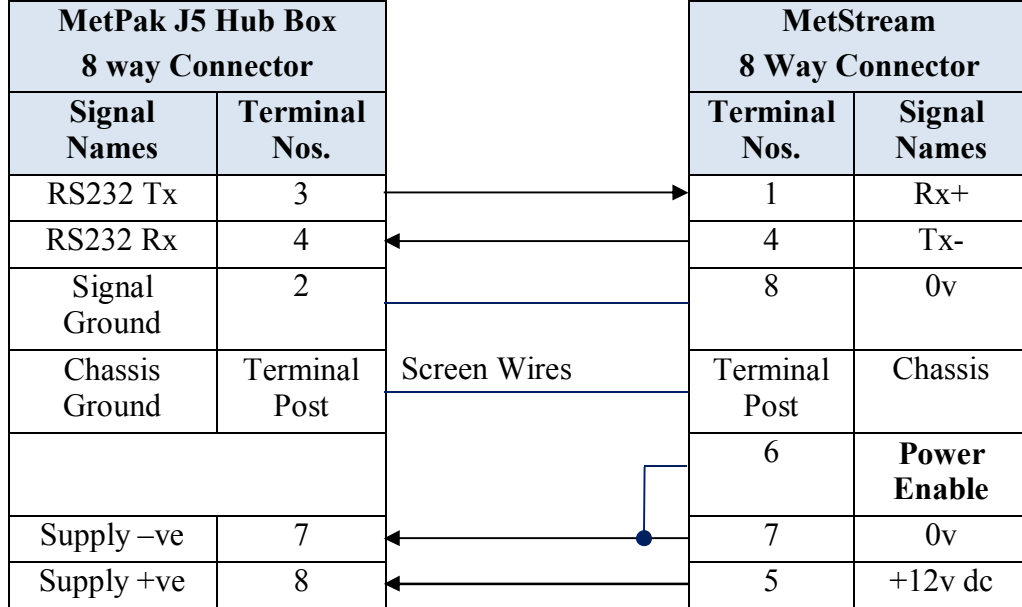 MetPak J5 Hub Box
8 way Connector
MetStream
8 Way Connector
Signal Names
Terminal Nos.
Terminal Nos.
Signal Names
RS232 Tx 3 1 Rx+
RS232 Rx 4 4 Tx-
Signal Ground 2 8 0v
Chassis Ground Terminal Post Screen Wires Terminal Post Chassis
6 Power Enable
Supply –ve 7 7 0v
Supply +ve 8 5 +12v dc